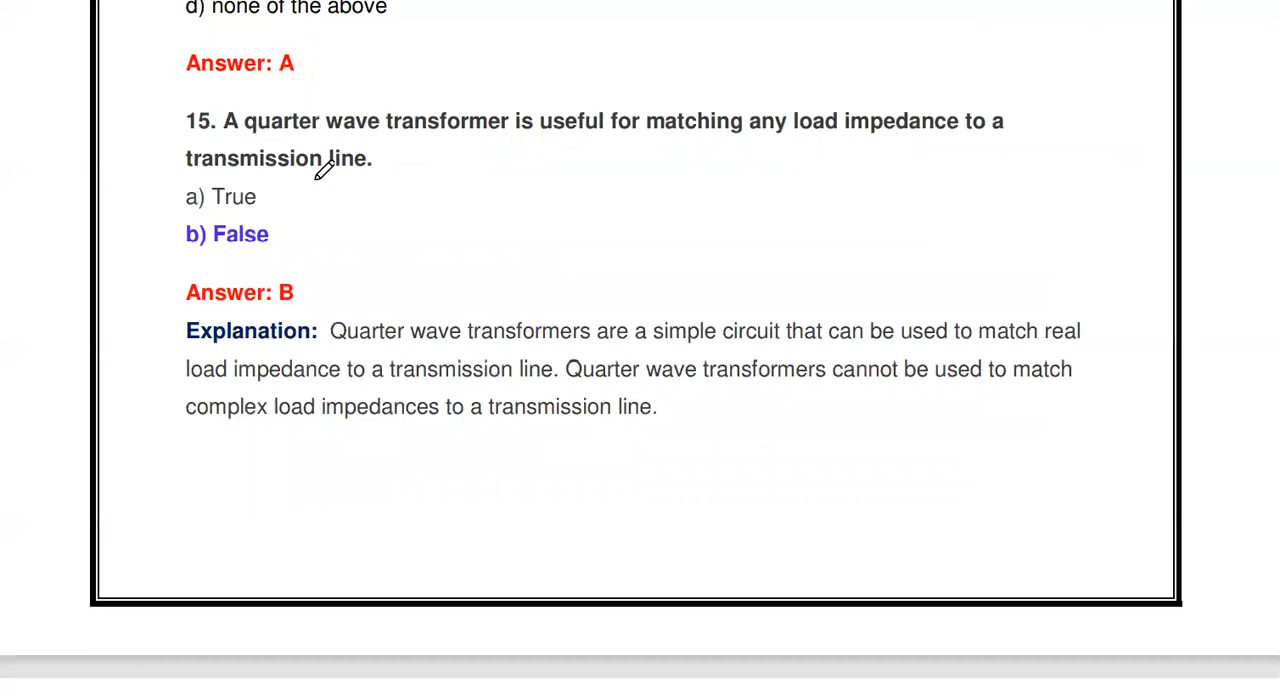 d) none of the above
Answer: A
15. A quarter wave transformer is useful for matching any load impedance to a
transmission line.
a) True
b) False
Answer: B
Explanation: Quarter wave transformers are a simple circuit that can be used to match real
load impedance to a transmission line. Quarter wave transformers cannot be used to match
complex load impedances to a transmission line.